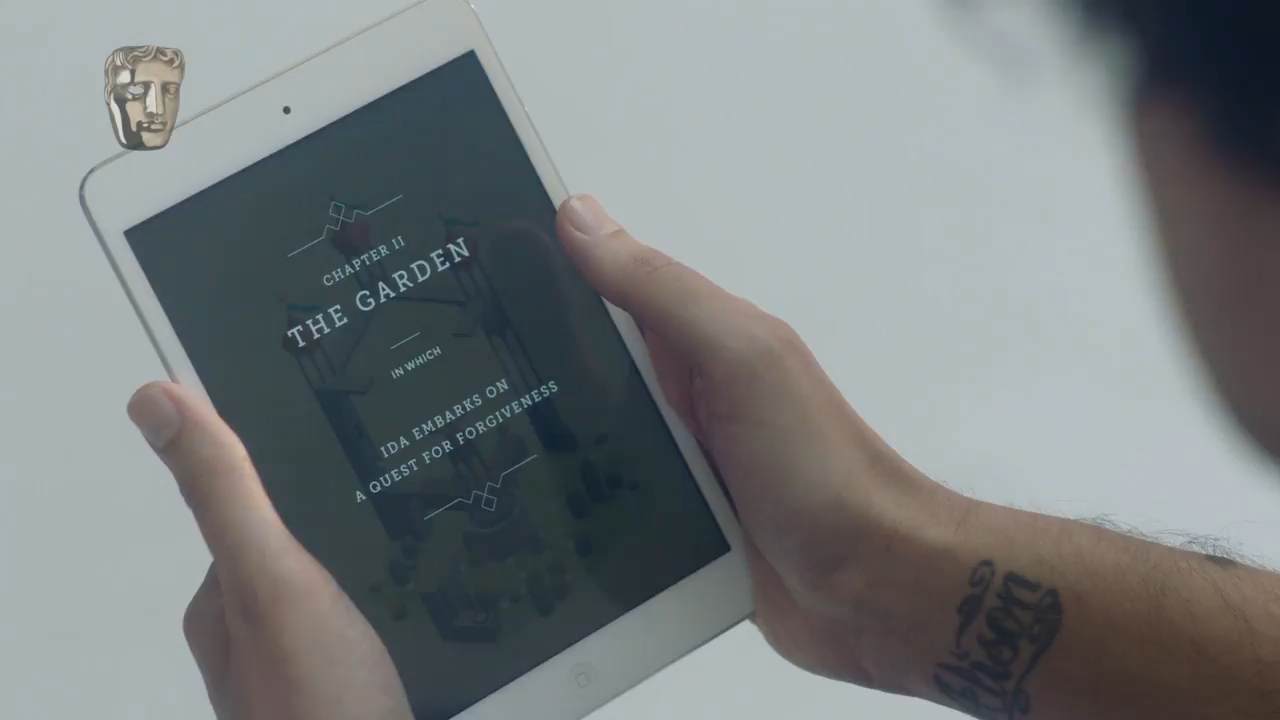 CHAPTER II
THE GARDEN
IN WHICH
IDA EMBARKS ON
A QUEST FOR FORGIVENESS